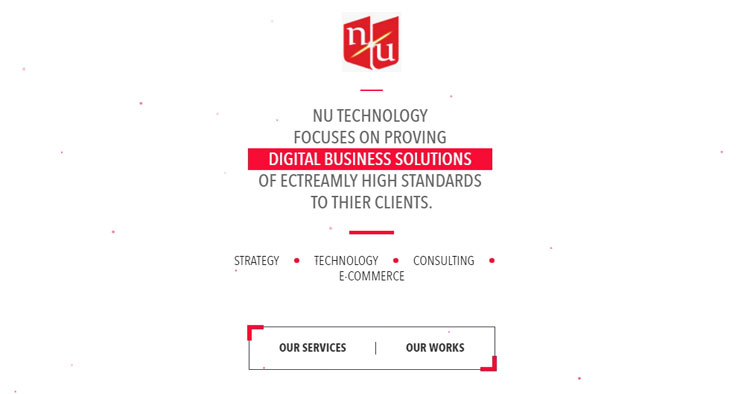 nu
NU TECHNOLOGY
FOCUSES ON PROVING
DIGITAL BUSINESS SOLUTIONS
OF ECTREAMLY HIGH STANDARDS
TO THIER CLIENTS.
STRATEGY • TECHNOLOGY • CONSULTING •
E-COMMERCE
OUR SERVICES | OUR WORKS